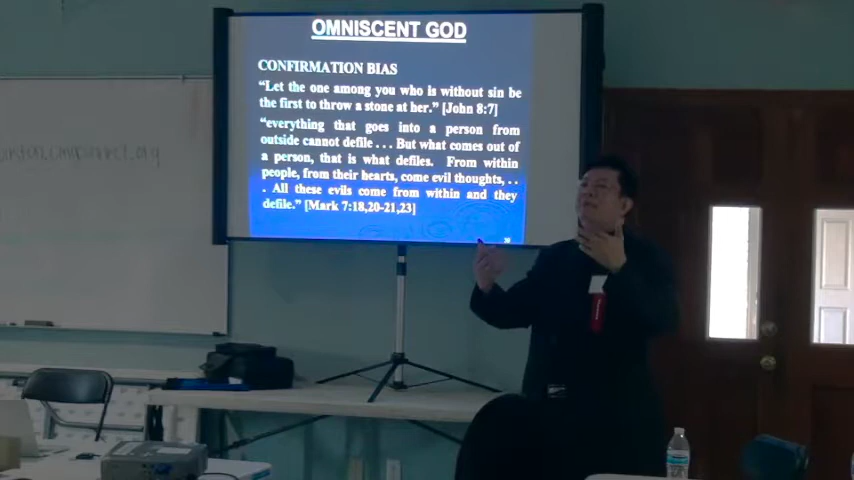 OMNISCENT GOD
CONFIRMATION BIAS
“Let the one among you who is without sin be
the first to throw a stone at her.” [John 8:7]
“everything that goes into a person from
outside cannot defile . . . But what comes out of
a person, that is what defiles. From within
people, from their hearts, come evil thoughts, . .
. All these evils come from within and they
defile.” [Mark 7:18,20-21,23]